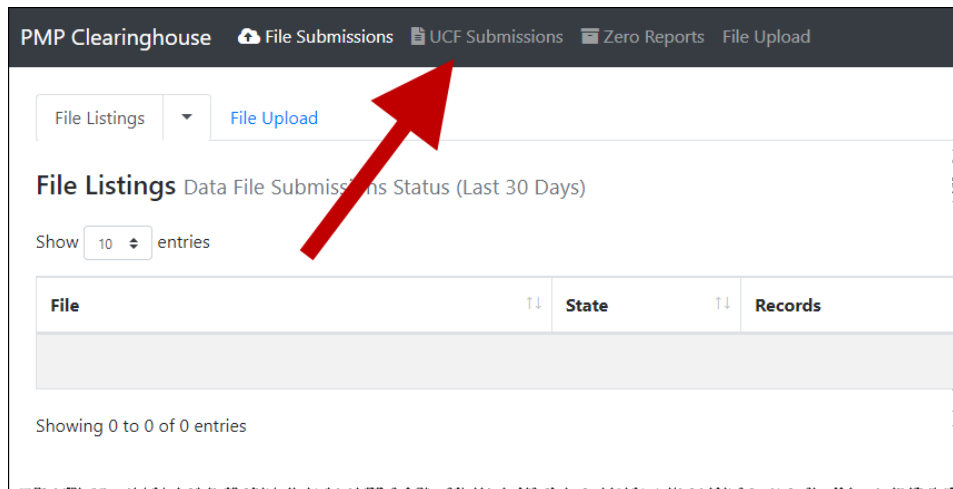 PMP Clearinghouse File Submissions UCF Submissions Zero Reports File Upload
File Listings File Upload
File Listings Data File Submissions Status (Last 30 Days)
Show 10 entries
File State Records
Showing 0 to 0 of 0 entries